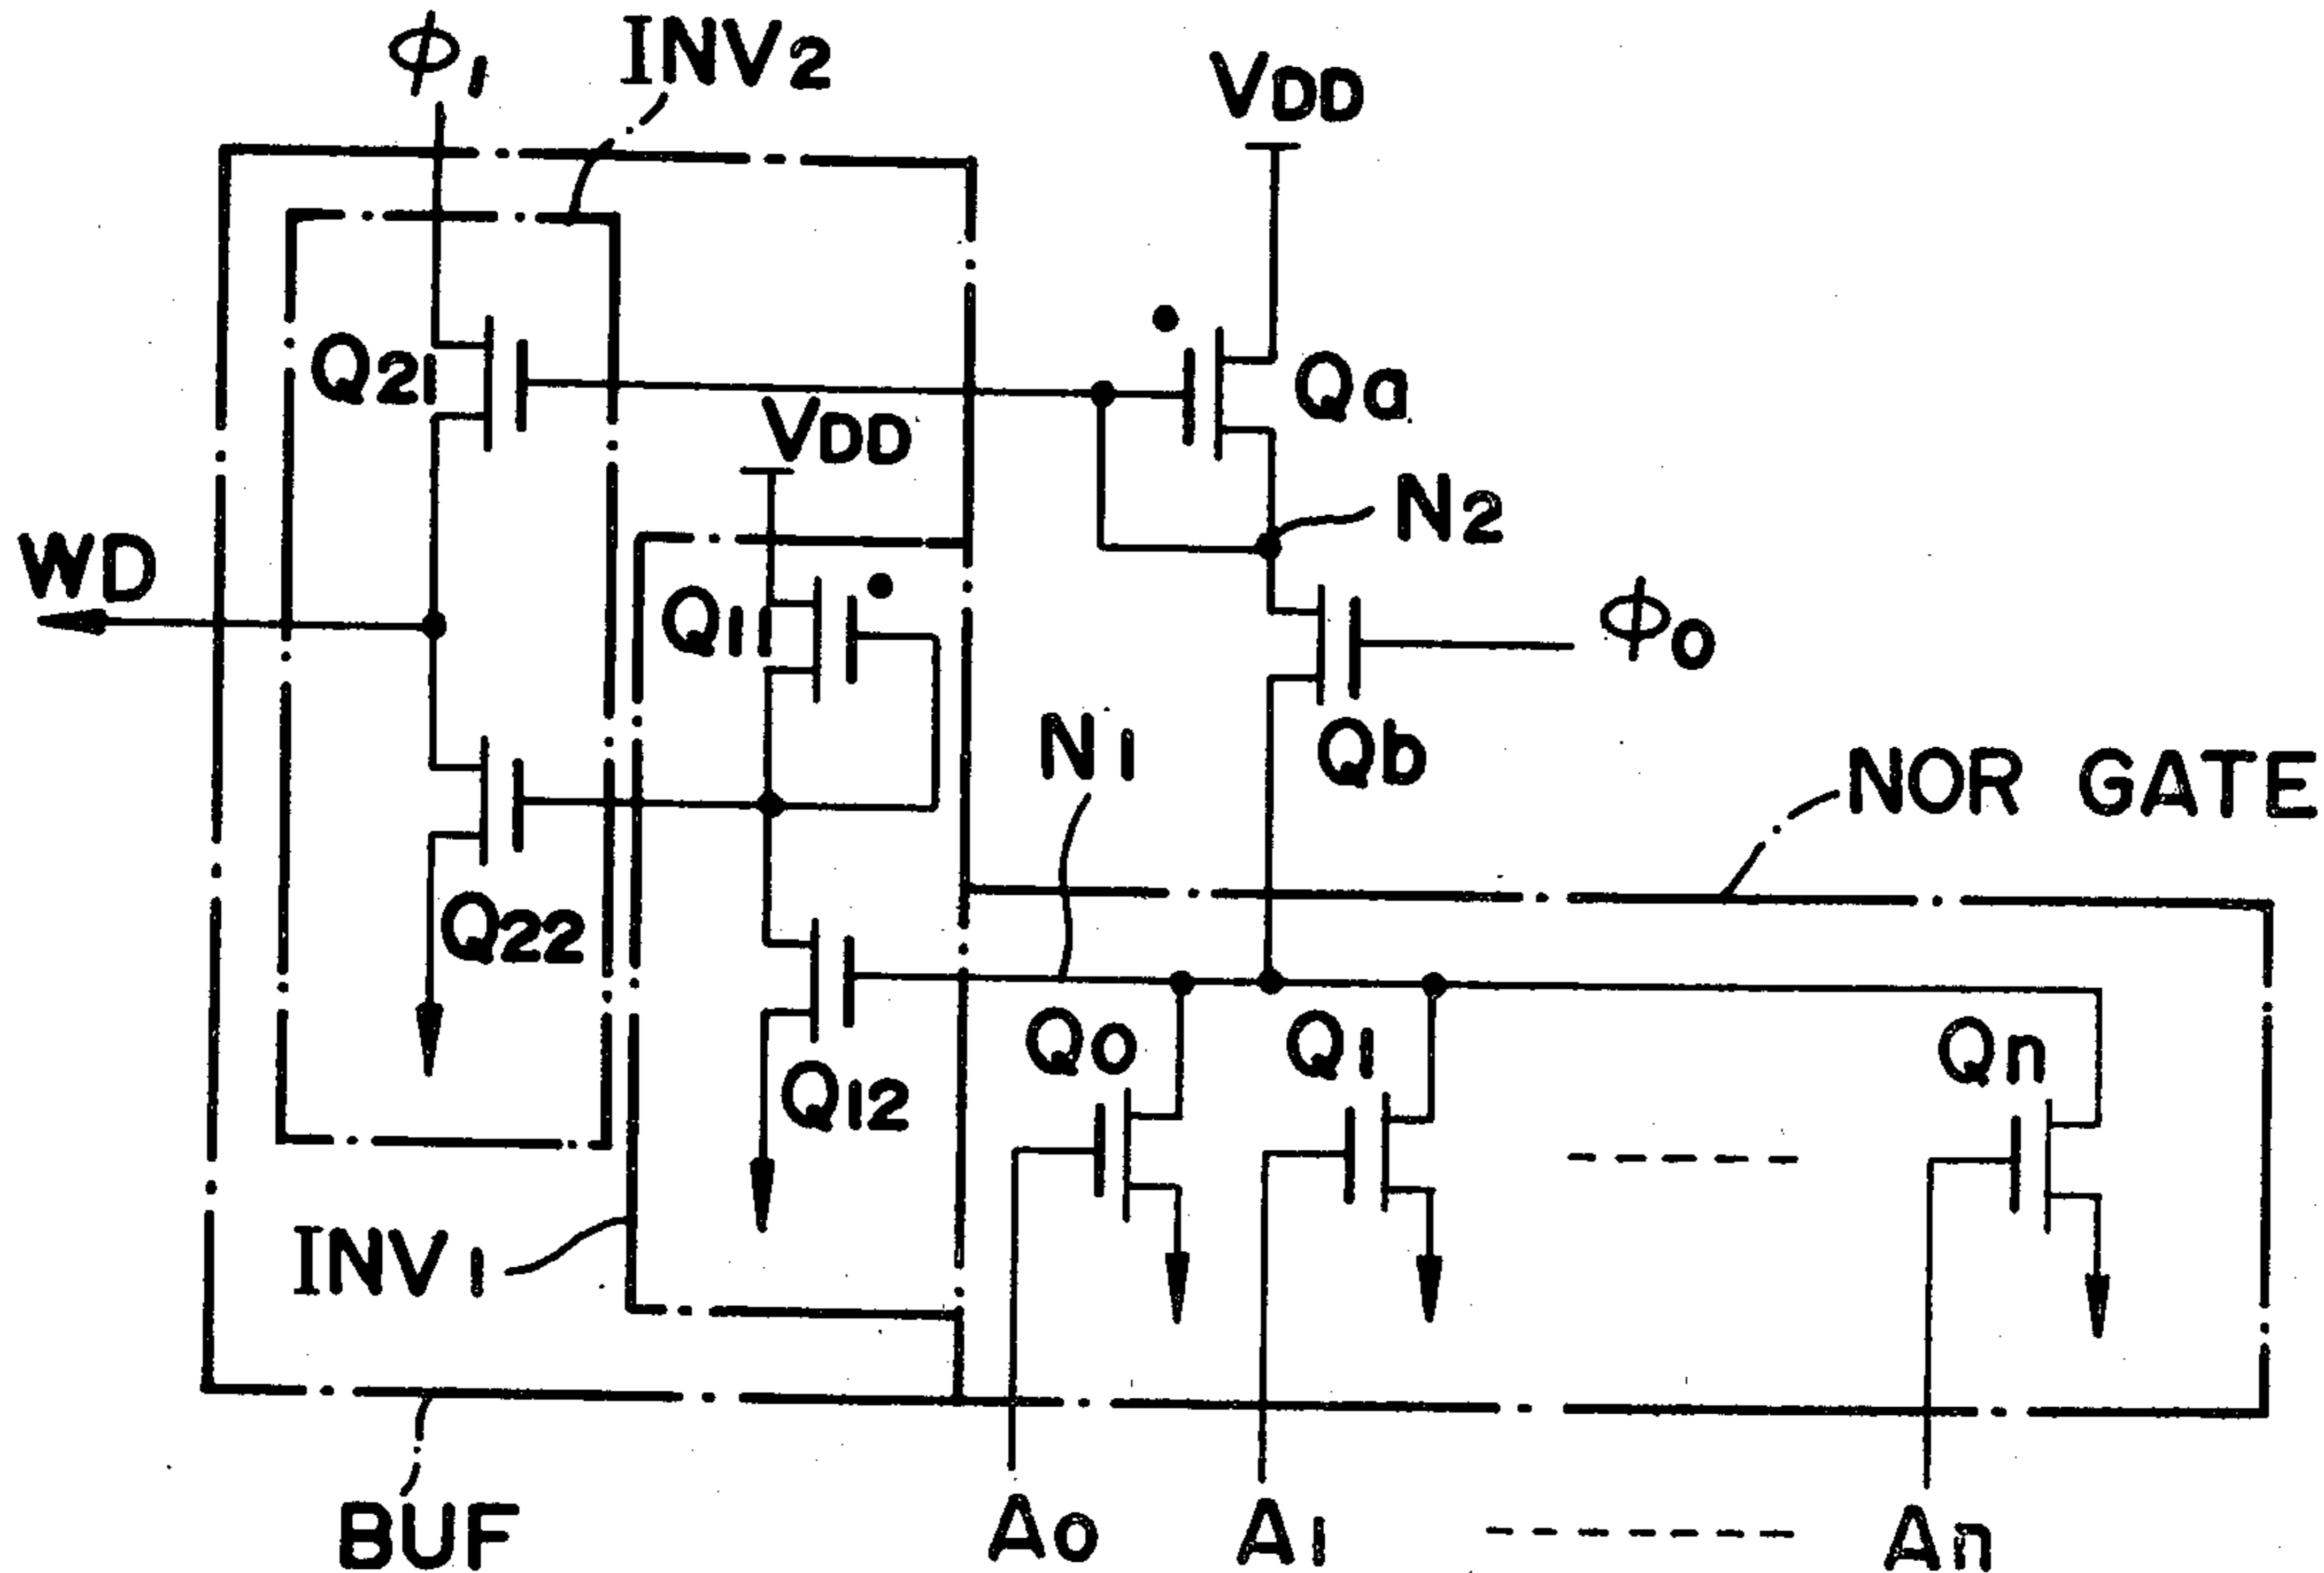 φ1
INV2
VDD
Q21
Qa
VDD
N2
WD
Q11
φ0
N1
Qb
NOR GATE
Q22
Q0
Q1
Qn
Q12
INV1
BUF
A0
A1
An